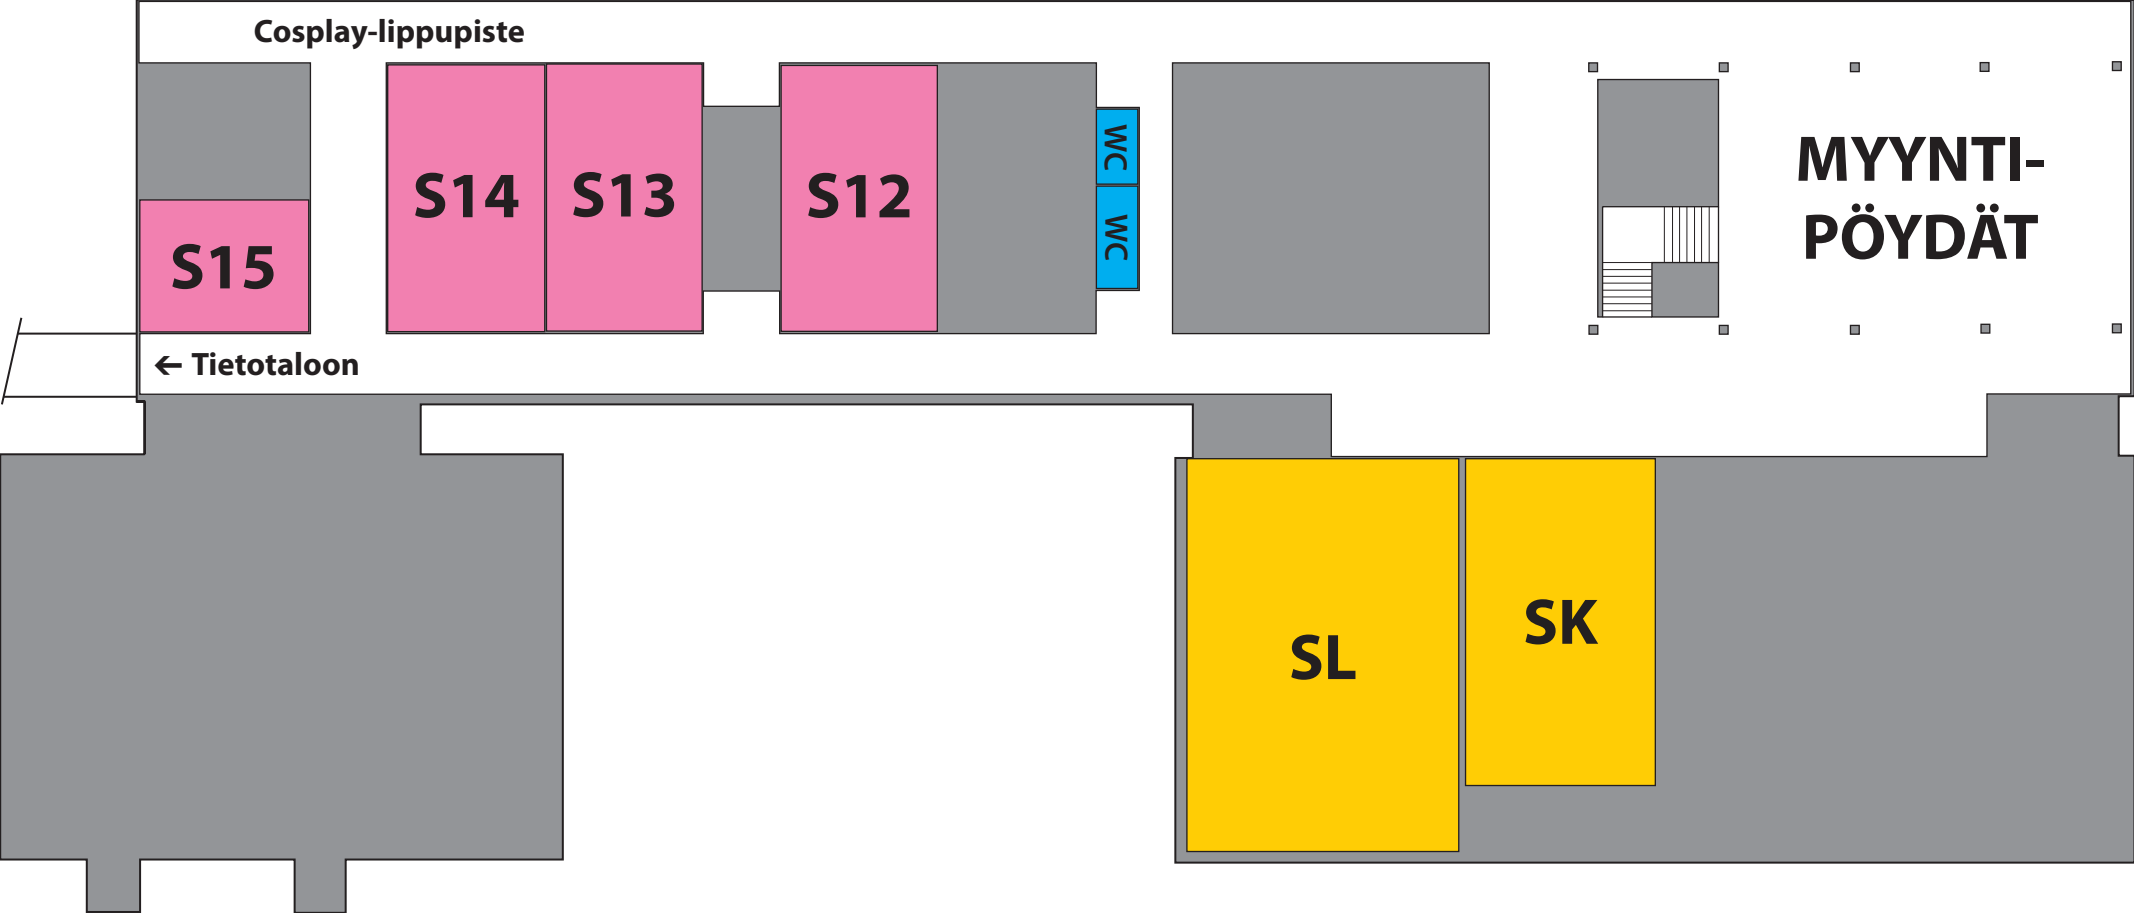 Cosplay-lippupiste
S14
S13
S12
S15
WC
WC
MYYNTI-
PÖYDÄT
← Tietotaloon
SL
SK